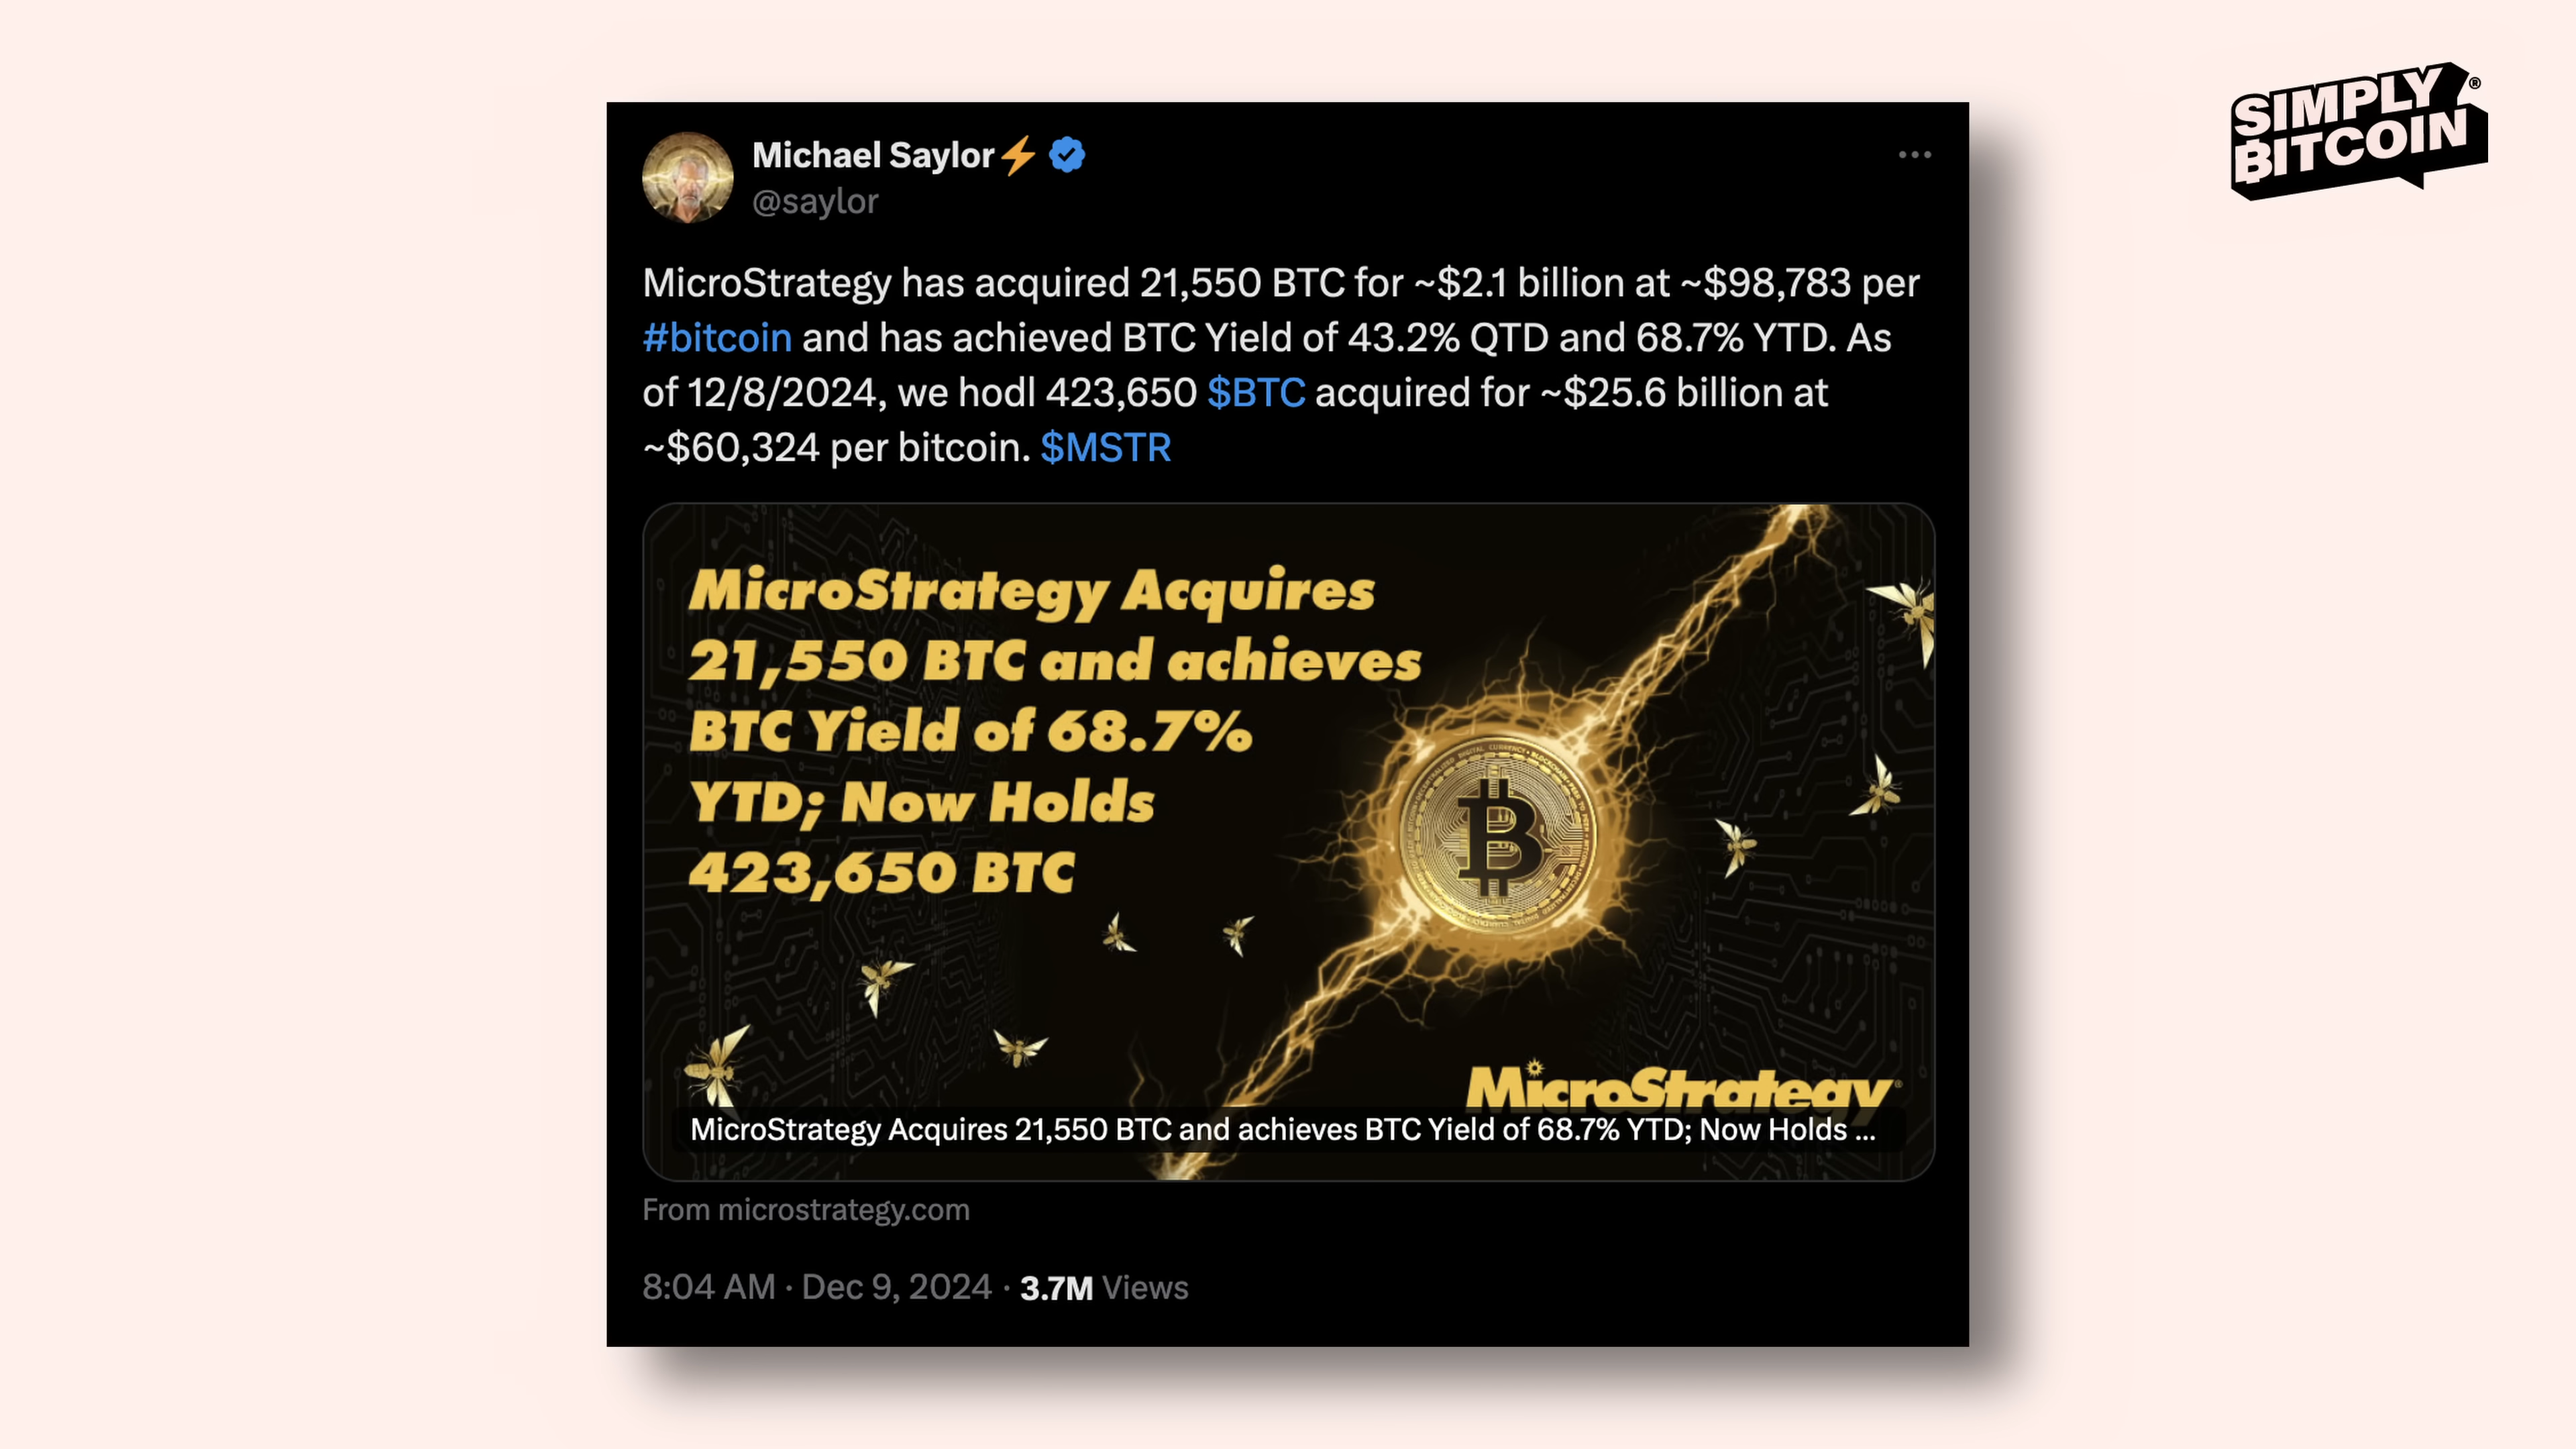 SIMPLY
BITCOIN®
Michael Saylor⚡
@saylor
MicroStrategy has acquired 21,550 BTC for ~$2.1 billion at ~$98,783 per
#bitcoin and has achieved BTC Yield of 43.2% QTD and 68.7% YTD. As
of 12/8/2024, we hodl 423,650 $BTC acquired for ~$25.6 billion at
~$60,324 per bitcoin. $MSTR
MicroStrategy Acquires
21,550 BTC and achieves
BTC Yield of 68.7%
YTD; Now Holds
423,650 BTC
MicroStrategy®
MicroStrategy Acquires 21,550 BTC and achieves BTC Yield of 68.7% YTD; Now Holds ...
From microstrategy.com
8:04 AM · Dec 9, 2024 · 3.7M Views